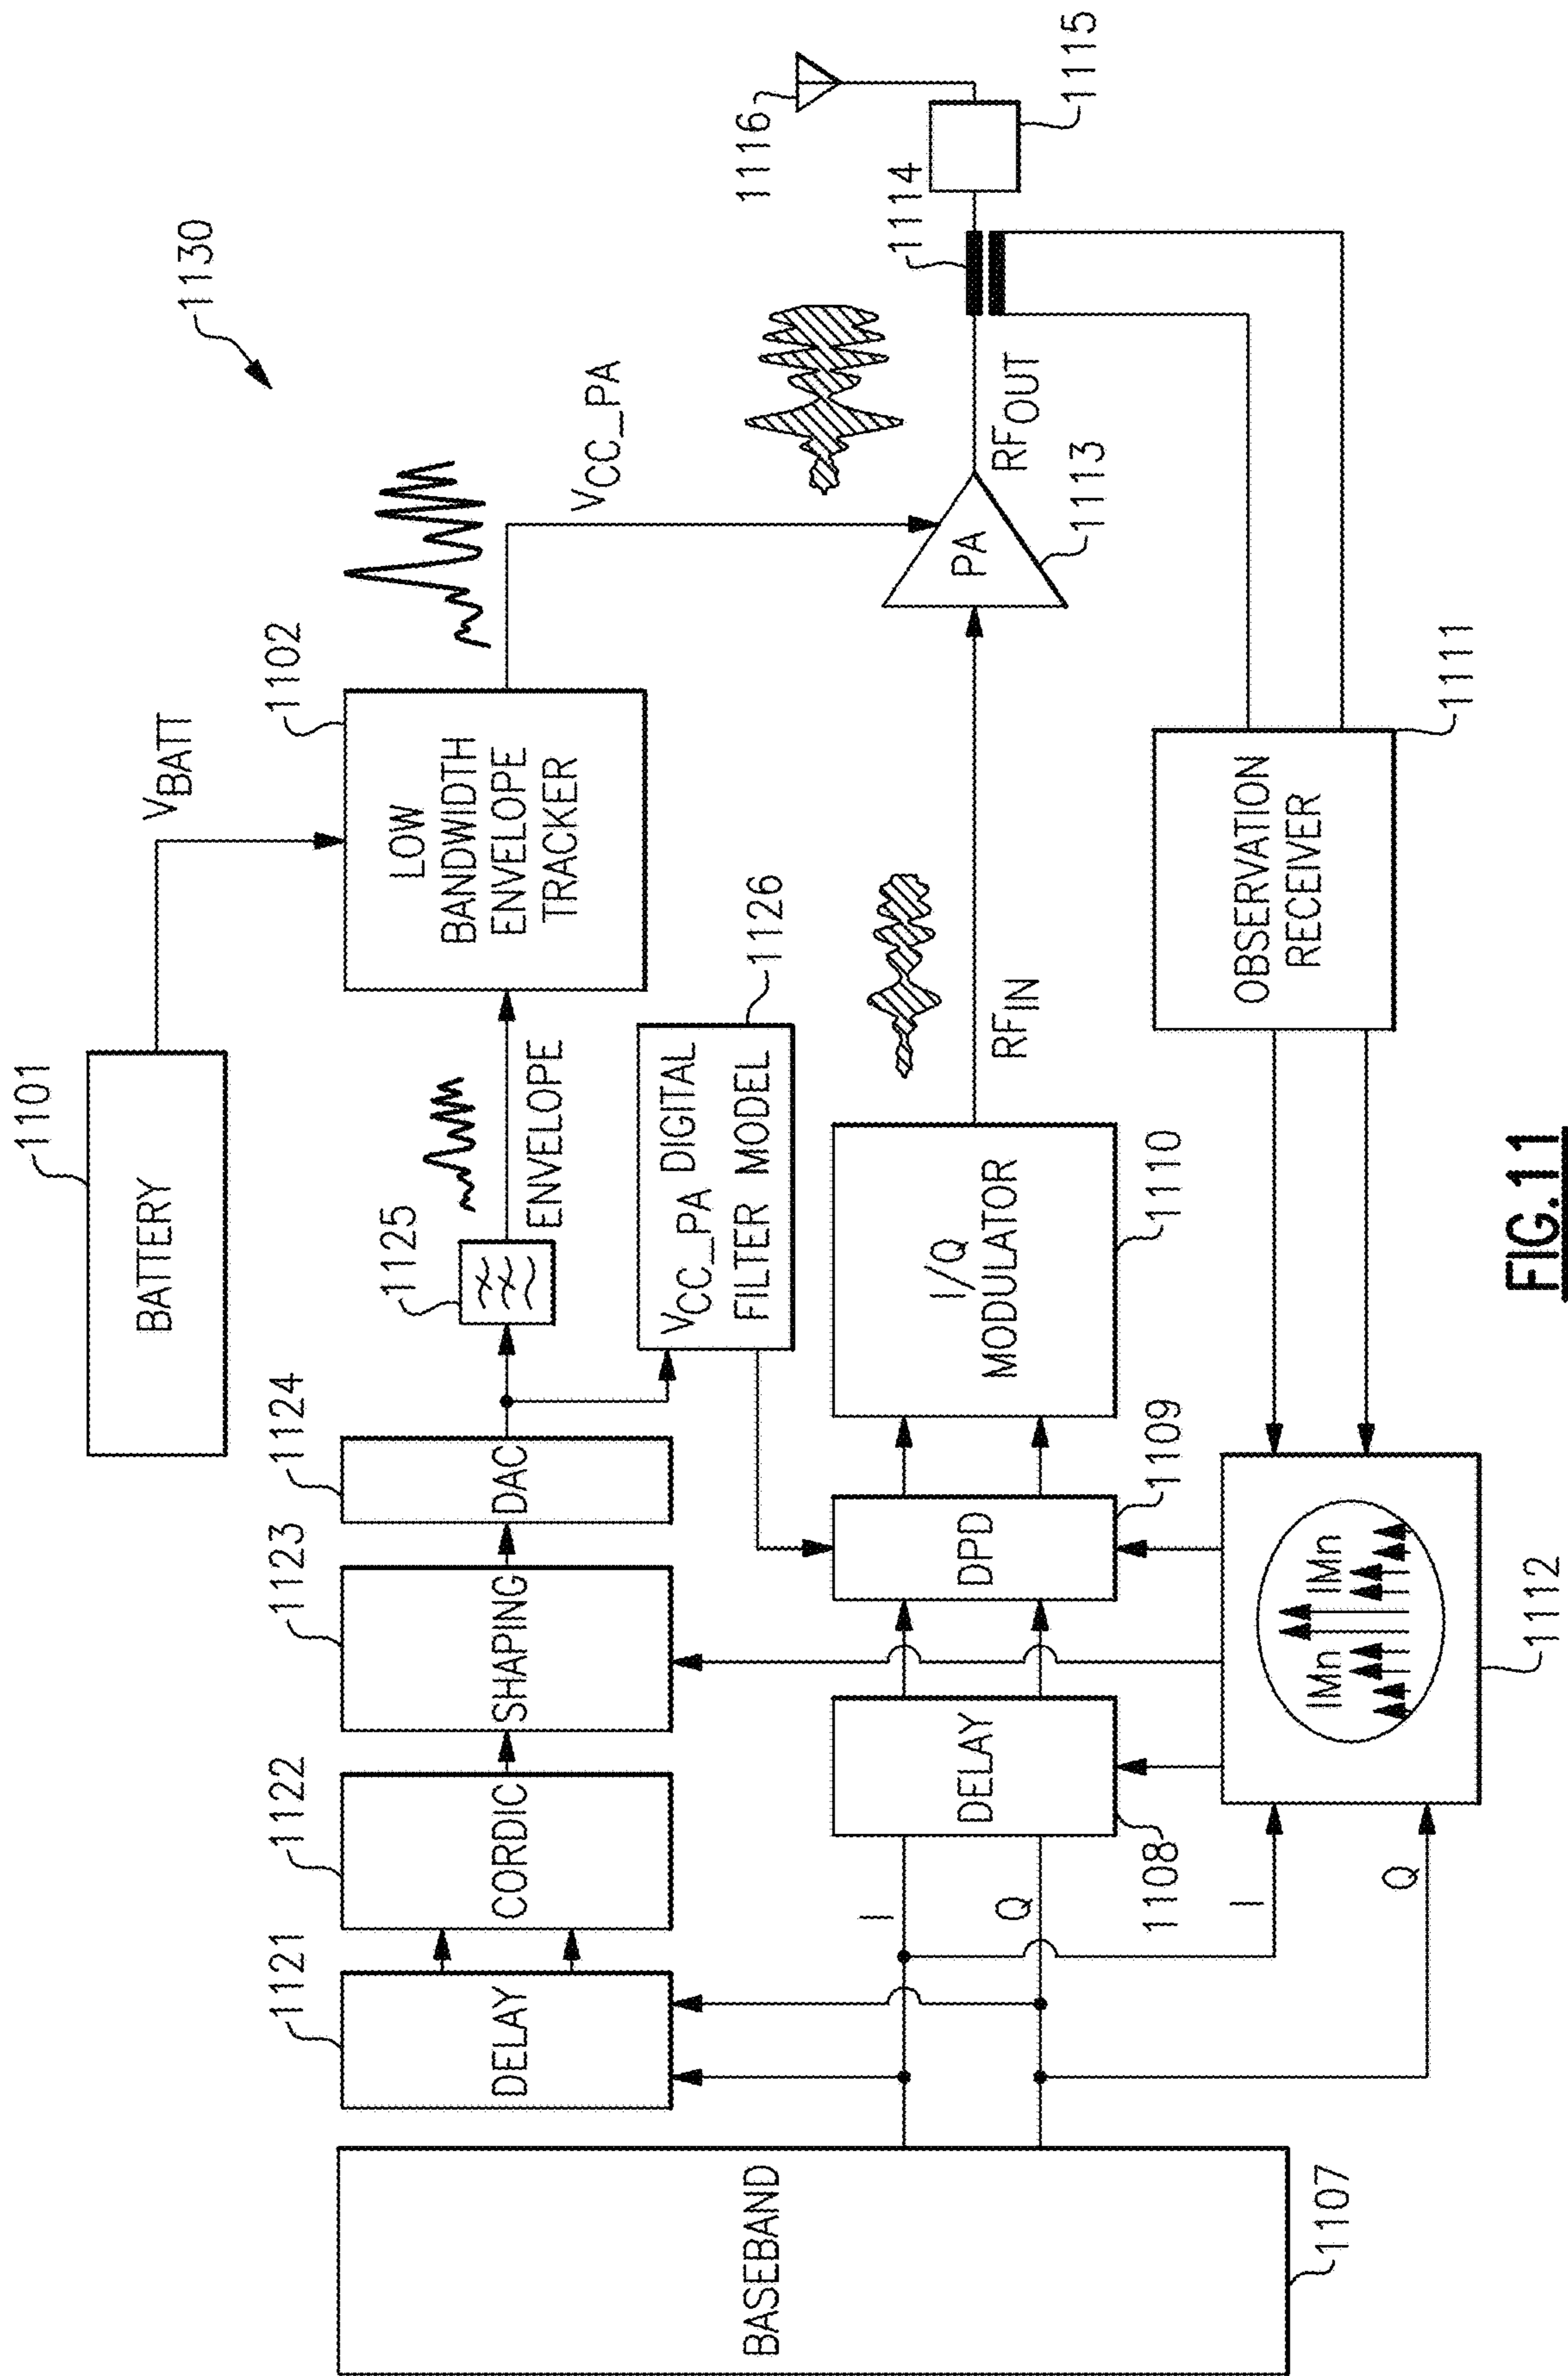 1130
1101
BATTERY
VBATT
1102
LOW
BANDWIDTH
ENVELOPE
TRACKER
VCC_PA
1121
DELAY
1122
CORDIC
1123
SHAPING
1124
DAC
1125
ENVELOPE
1126
VCC_PA DIGITAL
FILTER MODEL
BASEBAND
1107
I
Q
DELAY
1108
DPD
1109
I/Q
MODULATOR
1110
RFIN
PA
1113
RFOUT
1114
1115
1116
I
Q
IMn
IMn
1112
OBSERVATION
RECEIVER
1111
FIG.11